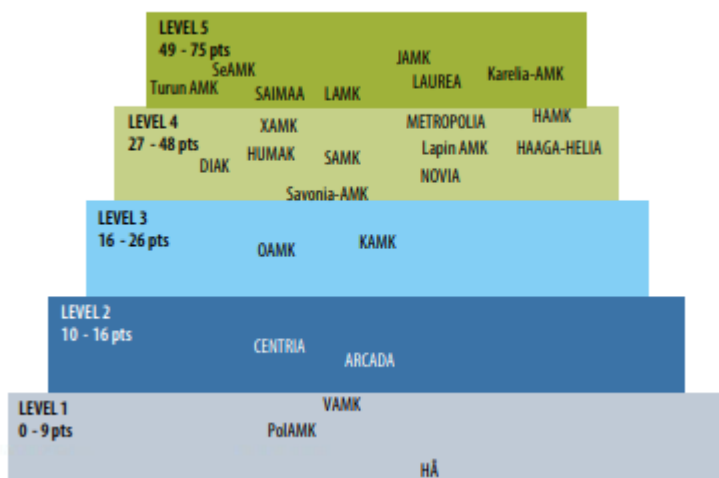 LEVEL 5
49 - 75 pts
JAMK
SeAMK
Karelia-AMK
Turun AMK
LAUREA
SAIMAA
LAMK
LEVEL 4
27 - 48 pts
XAMK
METROPOLIA
HAMK
DIAK
HUMAK
SAMK
Lapin AMK
HAAGA-HELIA
NOVIA
Savonia-AMK
LEVEL 3
16 - 26 pts
OAMK
KAMK
LEVEL 2
10 - 16 pts
CENTRIA
ARCADA
LEVEL 1
0 - 9 pts
VAMK
PolAMK
HÅ